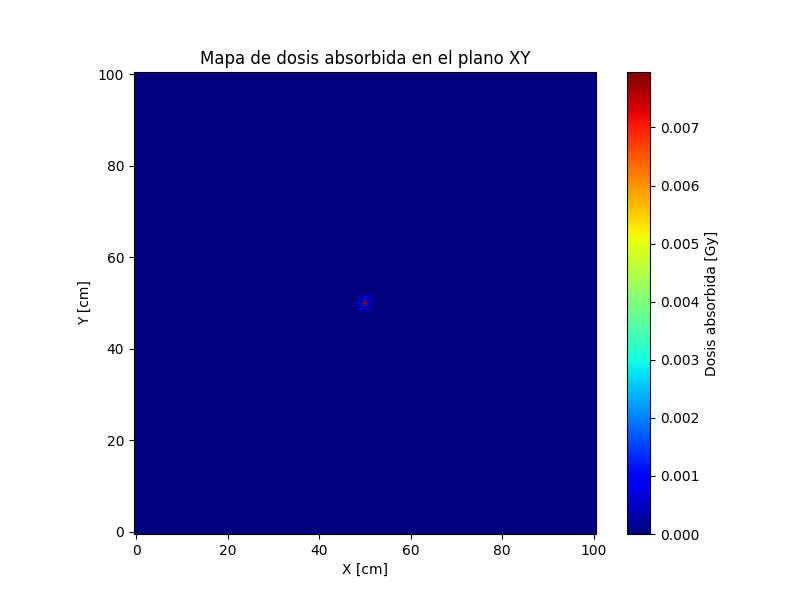 Mapa de dosis absorbida en el plano XY
100
80
60
40
20
0
Y [cm]
0 20 40 60 80 100
X [cm]
0.007
0.006
0.005
0.004
0.003
0.002
0.001
0.000
Dosis absorbida [Gy]